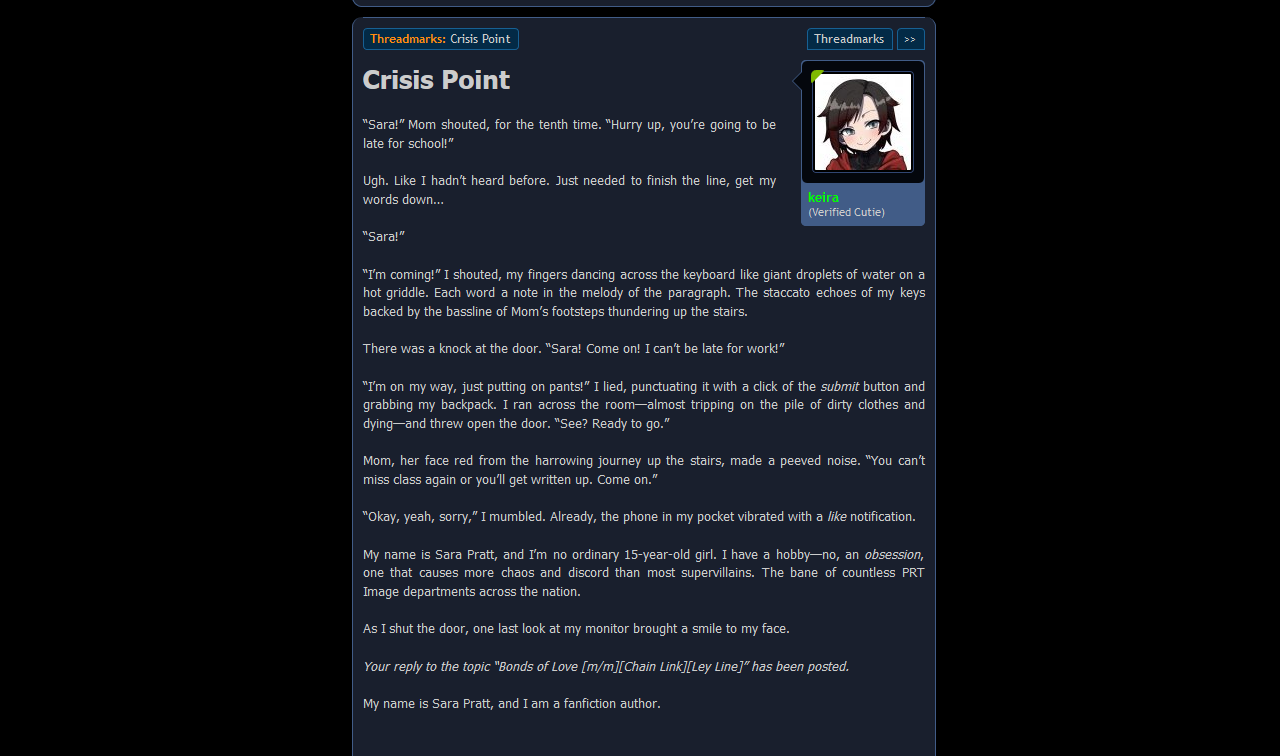 Threadmarks: Crisis Point
Threadmarks >>
Crisis Point
keira
(Verified Cutie)
“Sara!” Mom shouted, for the tenth time. “Hurry up, you’re going to be
late for school!”
Ugh. Like I hadn’t heard before. Just needed to finish the line, get my
words down...
“Sara!”
“I’m coming!” I shouted, my fingers dancing across the keyboard like giant droplets of water on a
hot griddle. Each word a note in the melody of the paragraph. The staccato echoes of my keys
backed by the bassline of Mom’s footsteps thundering up the stairs.
There was a knock at the door. “Sara! Come on! I can’t be late for work!”
“I’m on my way, just putting on pants!” I lied, punctuating it with a click of the submit button and
grabbing my backpack. I ran across the room—almost tripping on the pile of dirty clothes and
dying—and threw open the door. “See? Ready to go.”
Mom, her face red from the harrowing journey up the stairs, made a peeved noise. “You can’t
miss class again or you’ll get written up. Come on.”
“Okay, yeah, sorry,” I mumbled. Already, the phone in my pocket vibrated with a like notification.
My name is Sara Pratt, and I’m no ordinary 15-year-old girl. I have a hobby—no, an obsession,
one that causes more chaos and discord than most supervillains. The bane of countless PRT
Image departments across the nation.
As I shut the door, one last look at my monitor brought a smile to my face.
Your reply to the topic “Bonds of Love [m/m][Chain Link][Ley Line]” has been posted.
My name is Sara Pratt, and I am a fanfiction author.